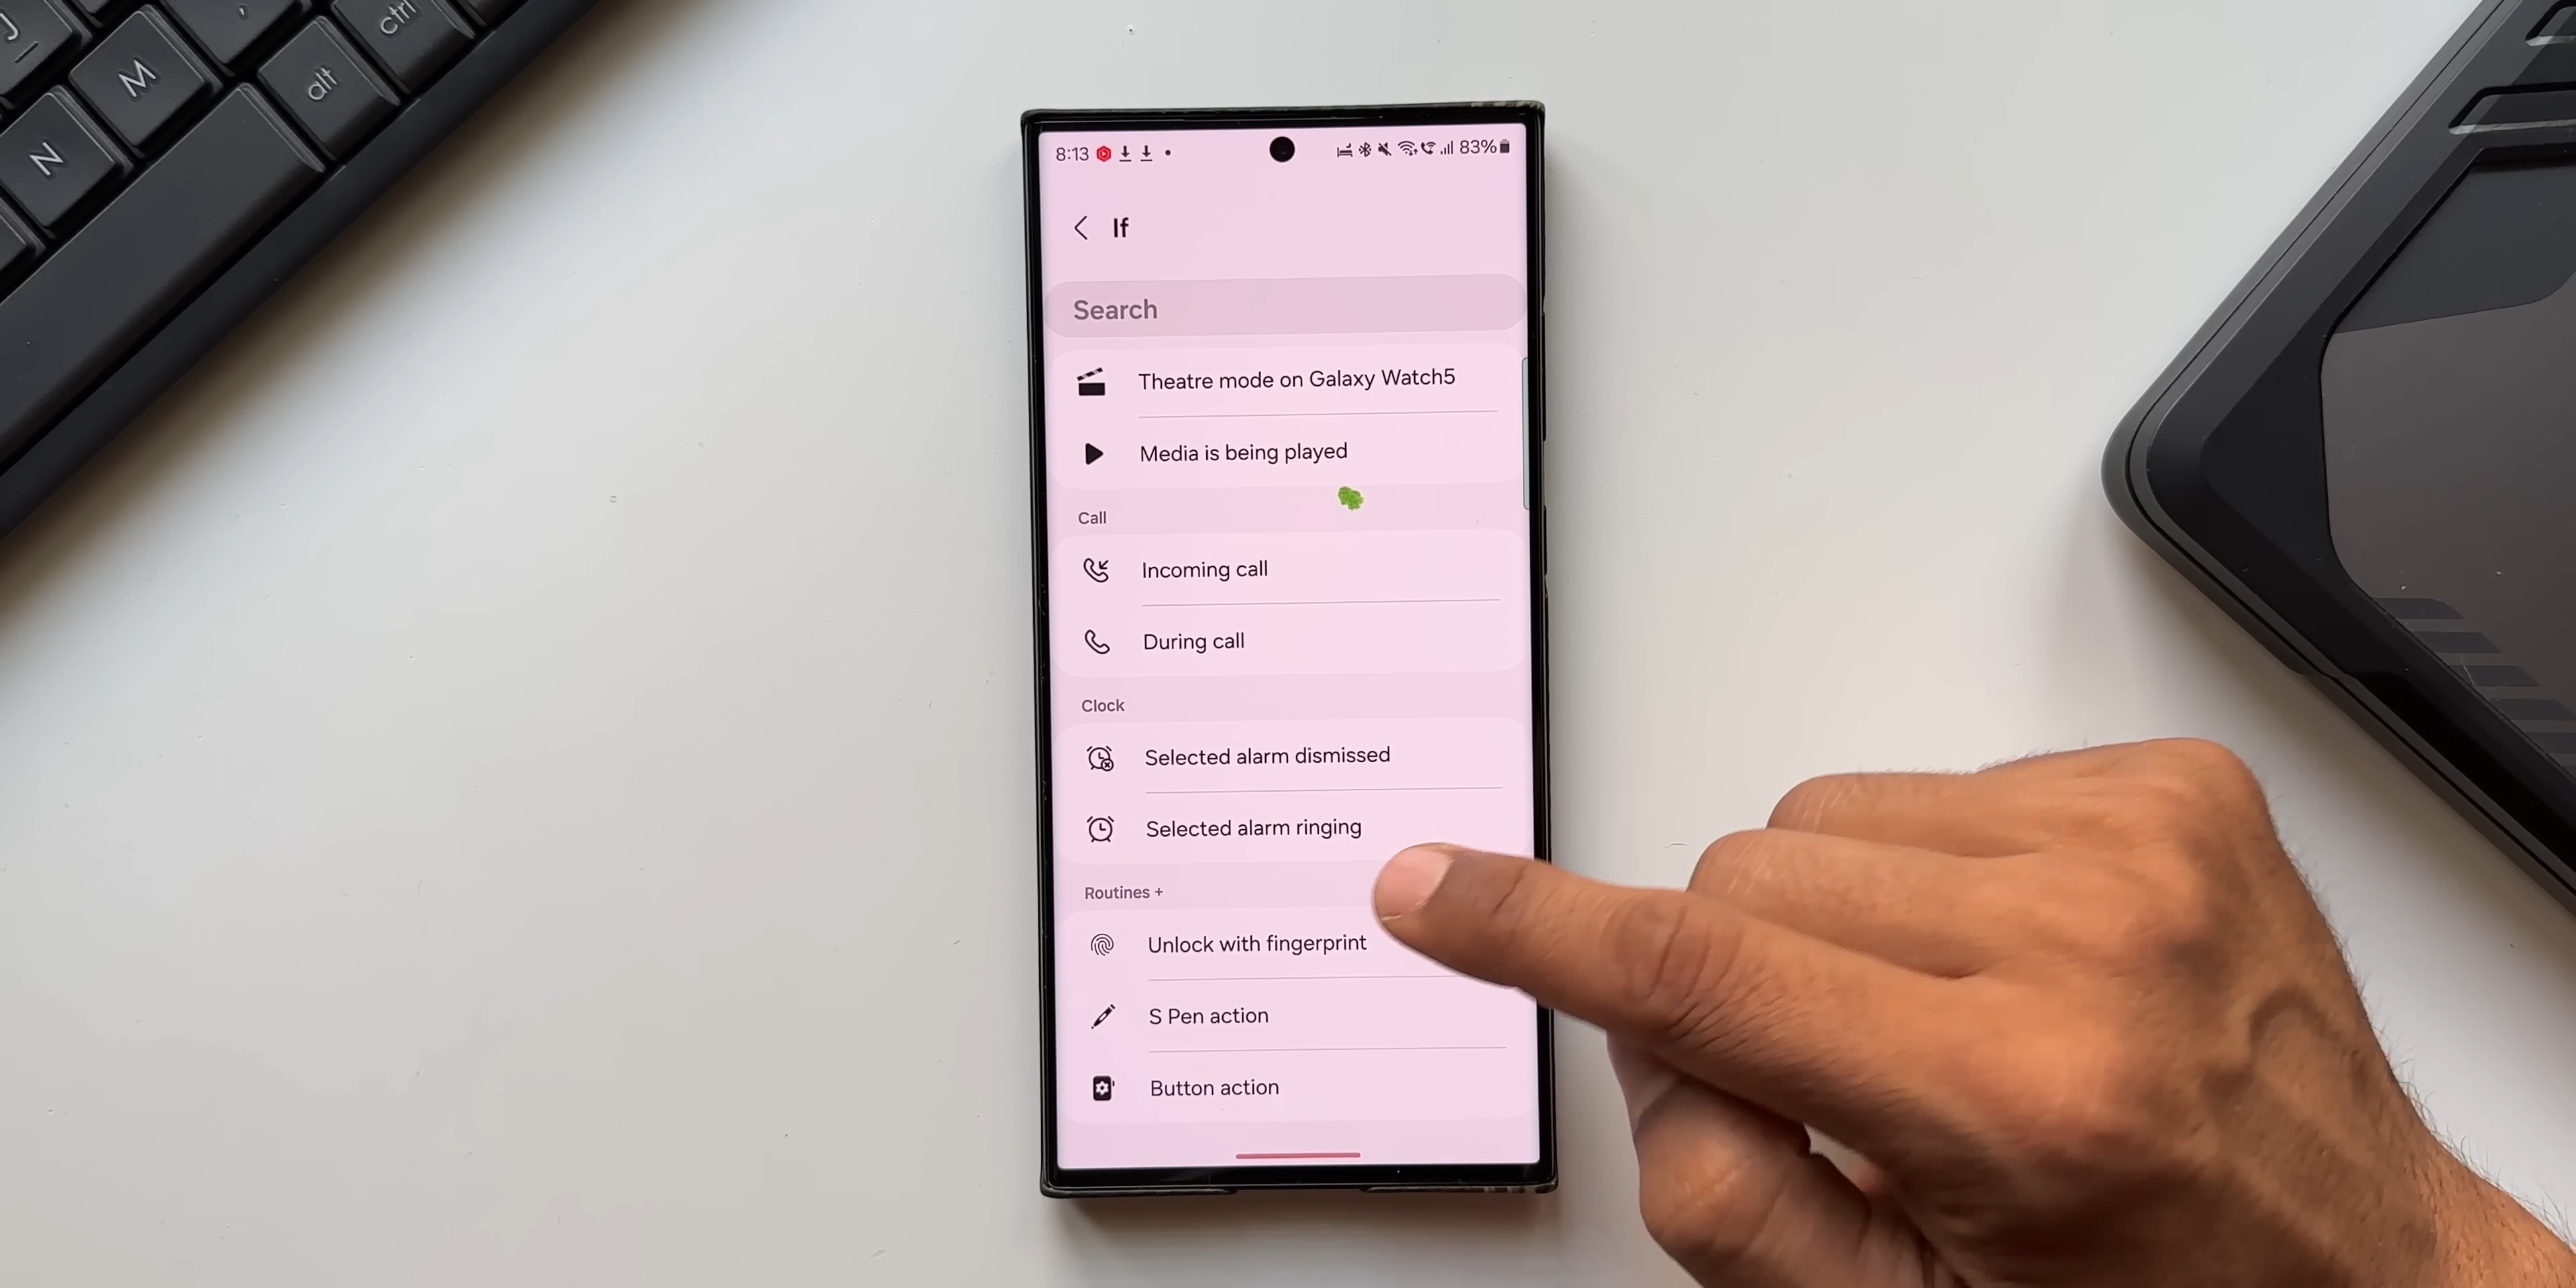 J
M
N
,
alt
ctrl
8:13
83%
If
Search
Theatre mode on Galaxy Watch5
Media is being played
Call
Incoming call
During call
Clock
Selected alarm dismissed
Selected alarm ringing
Routines +
Unlock with fingerprint
S Pen action
Button action